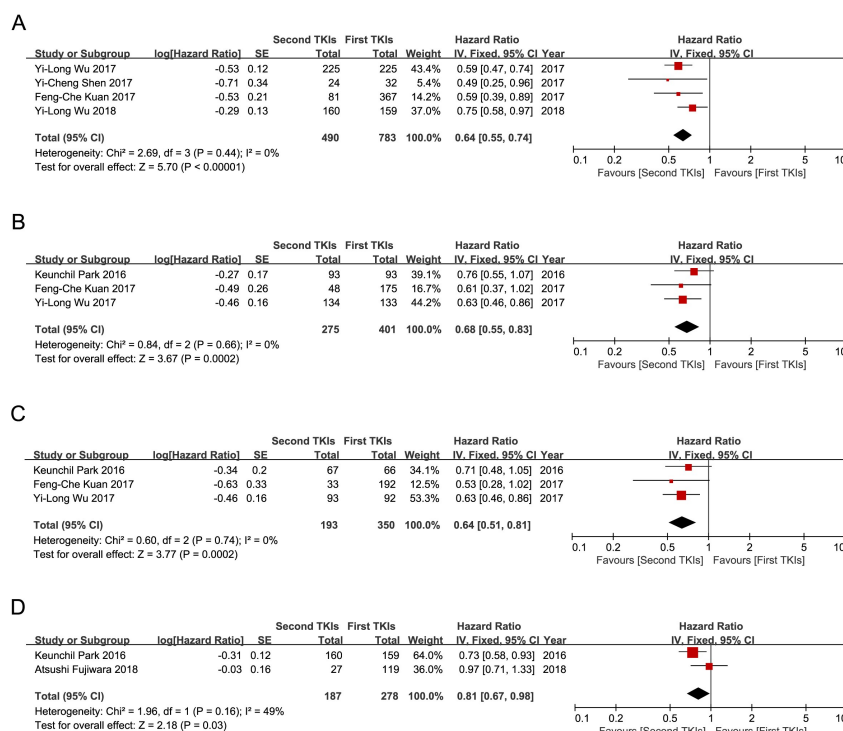 A
Second TKIs First TKIs Hazard Ratio Hazard Ratio
Study or Subgroup log[Hazard Ratio] SE Total Total Weight IV, Fixed, 95% CI Year IV, Fixed, 95% CI
Yi-Long Wu 2017 -0.53 0.12 225 225 43.4% 0.59 [0.47, 0.74] 2017
Yi-Cheng Shen 2017 -0.71 0.34 24 32 5.4% 0.49 [0.25, 0.96] 2017
Feng-Che Kuan 2017 -0.53 0.21 81 367 14.2% 0.59 [0.39, 0.89] 2017
Yi-Long Wu 2018 -0.29 0.13 160 159 37.0% 0.75 [0.58, 0.97] 2018
Total (95% CI) 490 783 100.0% 0.64 [0.55, 0.74]
Heterogeneity: Chi² = 2.69, df = 3 (P = 0.44); I² = 0%
Test for overall effect: Z = 5.70 (P < 0.00001)
0.1 0.2 0.5 1 2 5 10
Favours [Second TKIs] Favours [First TKIs]
B
Second TKIs First TKIs Hazard Ratio Hazard Ratio
Study or Subgroup log[Hazard Ratio] SE Total Total Weight IV, Fixed, 95% CI Year IV, Fixed, 95% CI
Keunchil Park 2016 -0.27 0.17 93 93 39.1% 0.76 [0.55, 1.07] 2016
Feng-Che Kuan 2017 -0.49 0.26 48 175 16.7% 0.61 [0.37, 1.02] 2017
Yi-Long Wu 2017 -0.46 0.16 134 133 44.2% 0.63 [0.46, 0.86] 2017
Total (95% CI) 275 401 100.0% 0.68 [0.55, 0.83]
Heterogeneity: Chi² = 0.84, df = 2 (P = 0.66); I² = 0%
Test for overall effect: Z = 3.67 (P = 0.0002)
0.1 0.2 0.5 1 2 5 10
Favours [Second TKIs] Favours [First TKIs]
C
Second TKIs First TKIs Hazard Ratio Hazard Ratio
Study or Subgroup log[Hazard Ratio] SE Total Total Weight IV, Fixed, 95% CI Year IV, Fixed, 95% CI
Keunchil Park 2016 -0.34 0.2 67 66 34.1% 0.71 [0.48, 1.05] 2016
Feng-Che Kuan 2017 -0.63 0.33 33 192 12.5% 0.53 [0.28, 1.02] 2017
Yi-Long Wu 2017 -0.46 0.16 93 92 53.3% 0.63 [0.46, 0.86] 2017
Total (95% CI) 193 350 100.0% 0.64 [0.51, 0.81]
Heterogeneity: Chi² = 0.60, df = 2 (P = 0.74); I² = 0%
Test for overall effect: Z = 3.77 (P = 0.0002)
0.1 0.2 0.5 1 2 5 10
Favours [Second TKIs] Favours [First TKIs]
D
Second TKIs First TKIs Hazard Ratio Hazard Ratio
Study or Subgroup log[Hazard Ratio] SE Total Total Weight IV, Fixed, 95% CI Year IV, Fixed, 95% CI
Keunchil Park 2016 -0.31 0.12 160 159 64.0% 0.73 [0.58, 0.93] 2016
Atsushi Fujiwara 2018 -0.03 0.16 27 119 36.0% 0.97 [0.71, 1.33] 2018
Total (95% CI) 187 278 100.0% 0.81 [0.67, 0.98]
Heterogeneity: Chi² = 1.96, df = 1 (P = 0.16); I² = 49%
Test for overall effect: Z = 2.18 (P = 0.03)
0.1 0.2 0.5 1 2 5 10
Favours [Second TKIs] Favours [First TKIs]